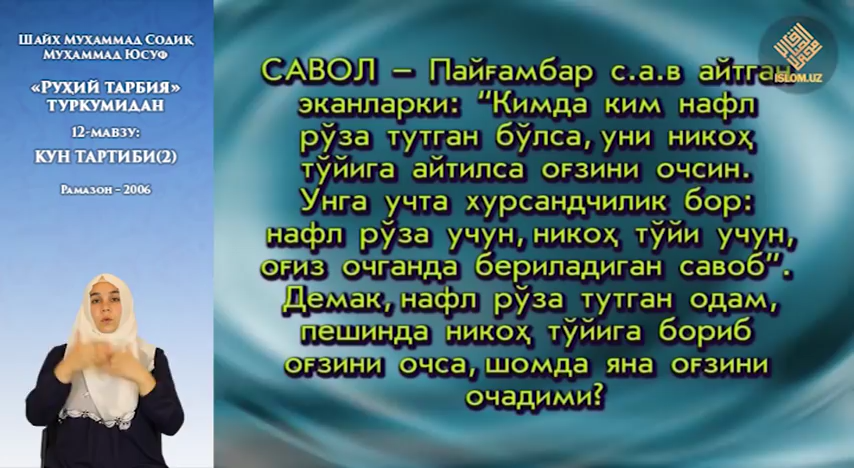 Шайх Муҳаммад Содиқ
Муҳаммад Юсуф
«Руҳий тарбия»
туркумидан
12-мавзу:
Кун тартиби(2)
Рамазон - 2006
ISLOM.UZ
САВОЛ – Пайғамбар с.а.в айтган
эканларки: “Кимда ким нафл
рўза тутган бўлса, уни никоҳ
тўйига айтилса оғзини очсин.
Унга учта хурсандчилик бор:
нафл рўза учун, никоҳ тўйи учун,
оғиз очганда бериладиган савоб”.
Демак, нафл рўза тутган одам,
пешинда никоҳ тўйига бориб
оғзини очса, шомда яна оғзини
очадими?